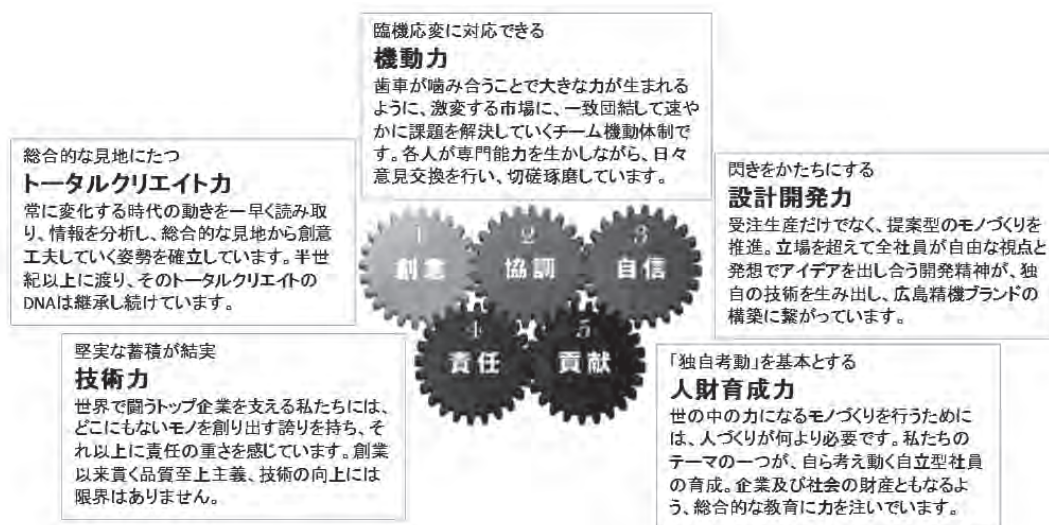 臨機応変に対応できる
機動力
歯車が噛み合うことで大きな力が生まれる
ように、激変する市場に、一致団結して速や
かに課題を解決していくチーム機動体制で
す。各人が専門能力を生かしながら、日々
意見交換を行い、切磋琢磨しています。
総合的な見地にたつ
トータルクリエイト力
常に変化する時代の動きを一早く読み取
り、情報を分析し、総合的な見地から創意
工夫していく姿勢を確立しています。半世
紀以上に渡り、そのトータルクリエイトの
DNAは継承し続けています。
閃きをかたちにする
設計開発力
受注生産だけでなく、提案型のモノづくりを
推進。立場を超えて全社員が自由な視点と
発想でアイデアを出し合う開発精神が、独
自の技術を生み出し、広島精機ブランドの
構築に繋がっています。
1
創意
2
協調
3
自信
4
責任
5
貢献
堅実な蓄積が結実
技術力
世界で闘うトップ企業を支える私たちには、
どこにもないモノを創り出す誇りを持ち、そ
れ以上に責任の重さを感じています。創業
以来貫く品質至上主義、技術の向上には
限界はありません。
「独自考動」を基本とする
人財育成力
世の中の力になるモノづくりを行うために
は、人づくりが何より必要です。私たちの
テーマの一つが、自ら考え動く自立型社員
の育成。企業及び社会の財産ともなるよ
う、総合的な教育に力を注いでいます。